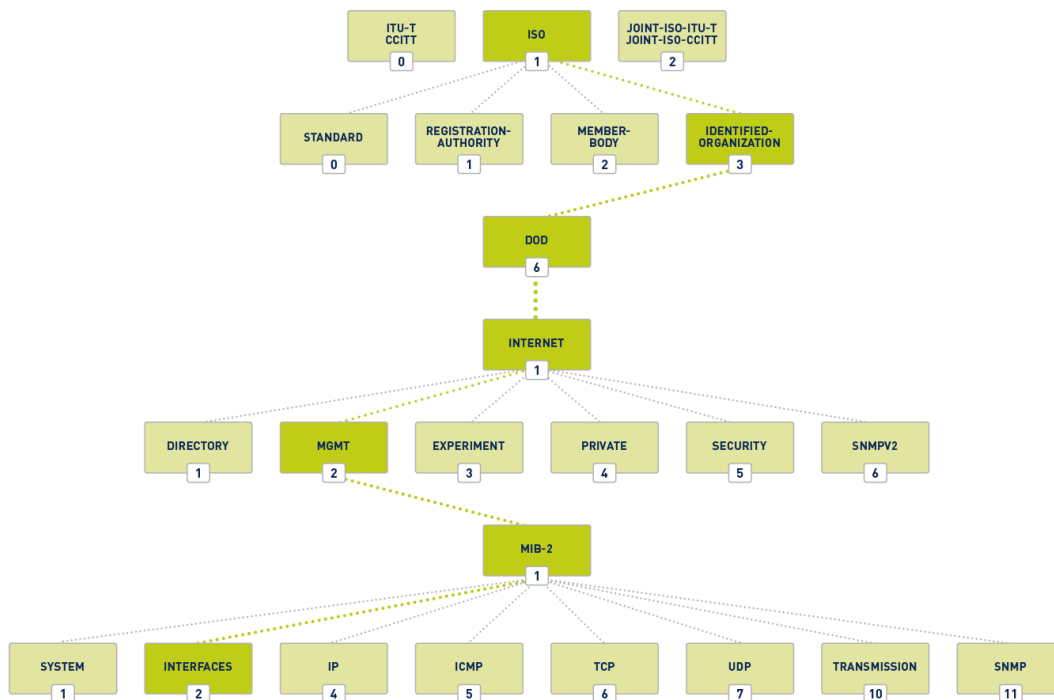 ITU-T
CCITT
0
ISO
1
JOINT-ISO-ITU-T
JOINT-ISO-CCITT
2
STANDARD
0
REGISTRATION-
AUTHORITY
1
MEMBER-
BODY
2
IDENTIFIED-
ORGANIZATION
3
DOD
6
INTERNET
1
DIRECTORY
1
MGMT
2
EXPERIMENT
3
PRIVATE
4
SECURITY
5
SNMPV2
6
MIB-2
1
SYSTEM
1
INTERFACES
2
IP
4
ICMP
5
TCP
6
UDP
7
TRANSMISSION
10
SNMP
11